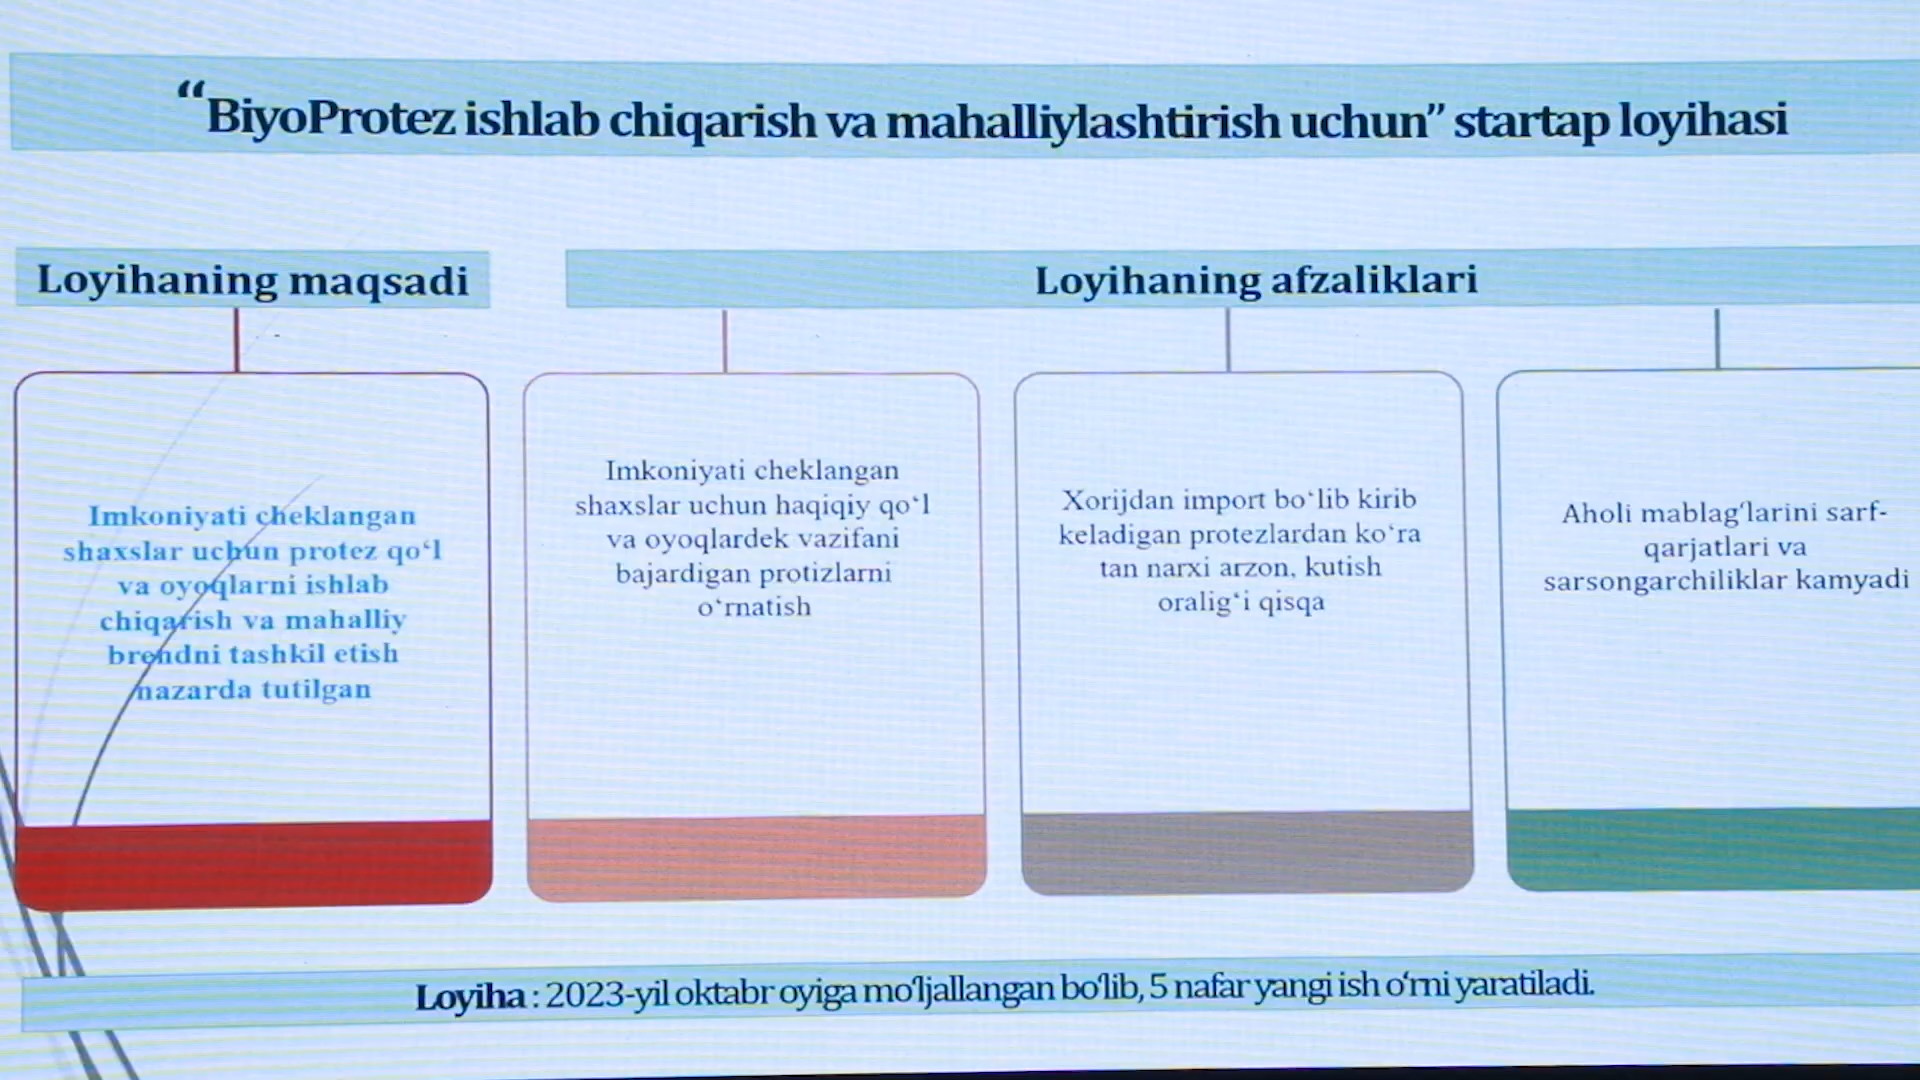 “BiyoProtez ishlab chiqarish va mahalliylashtirish uchun” startap loyihasi
Loyihaning maqsadi
Loyihaning afzaliklari
Imkoniyati cheklangan
shaxslar uchun protez qo‘l
va oyoqlarni ishlab
chiqarish va mahalliy
brendni tashkil etish
nazarda tutilgan
Imkoniyati cheklangan
shaxslar uchun haqiqiy qo‘l
va oyoqlardek vazifani
bajardigan protizlarni
o‘rnatish
Xorijdan import bo‘lib kirib
keladigan protezlardan ko‘ra
tan narxi arzon, kutish
oralig‘i qisqa
Aholi mablag‘larini sarf-
qarjatlari va
sarsongarchiliklar kamyadi
Loyiha : 2023-yil oktabr oyiga mo‘ljallangan bo‘lib, 5 nafar yangi ish o‘rni yaratiladi.